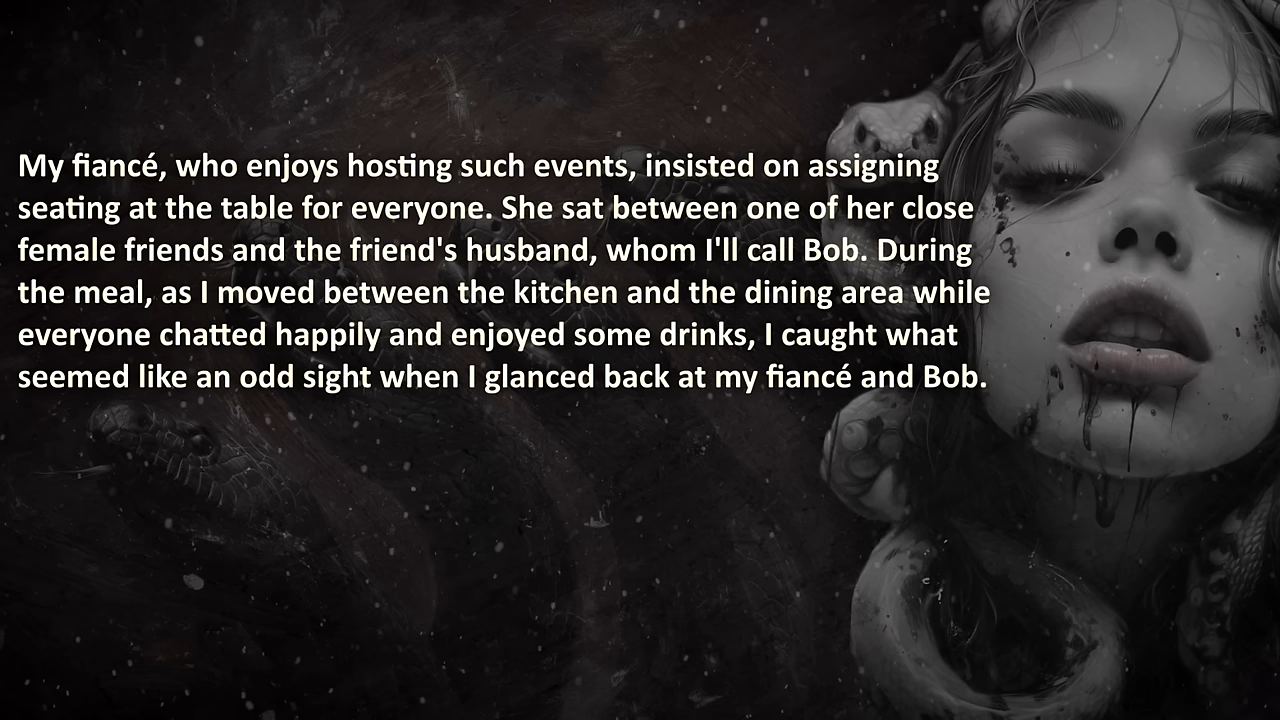 My fiancé, who enjoys hosting such events, insisted on assigning
seating at the table for everyone. She sat between one of her close
female friends and the friend's husband, whom I'll call Bob. During
the meal, as I moved between the kitchen and the dining area while
everyone chatted happily and enjoyed some drinks, I caught what
seemed like an odd sight when I glanced back at my fiancé and Bob.